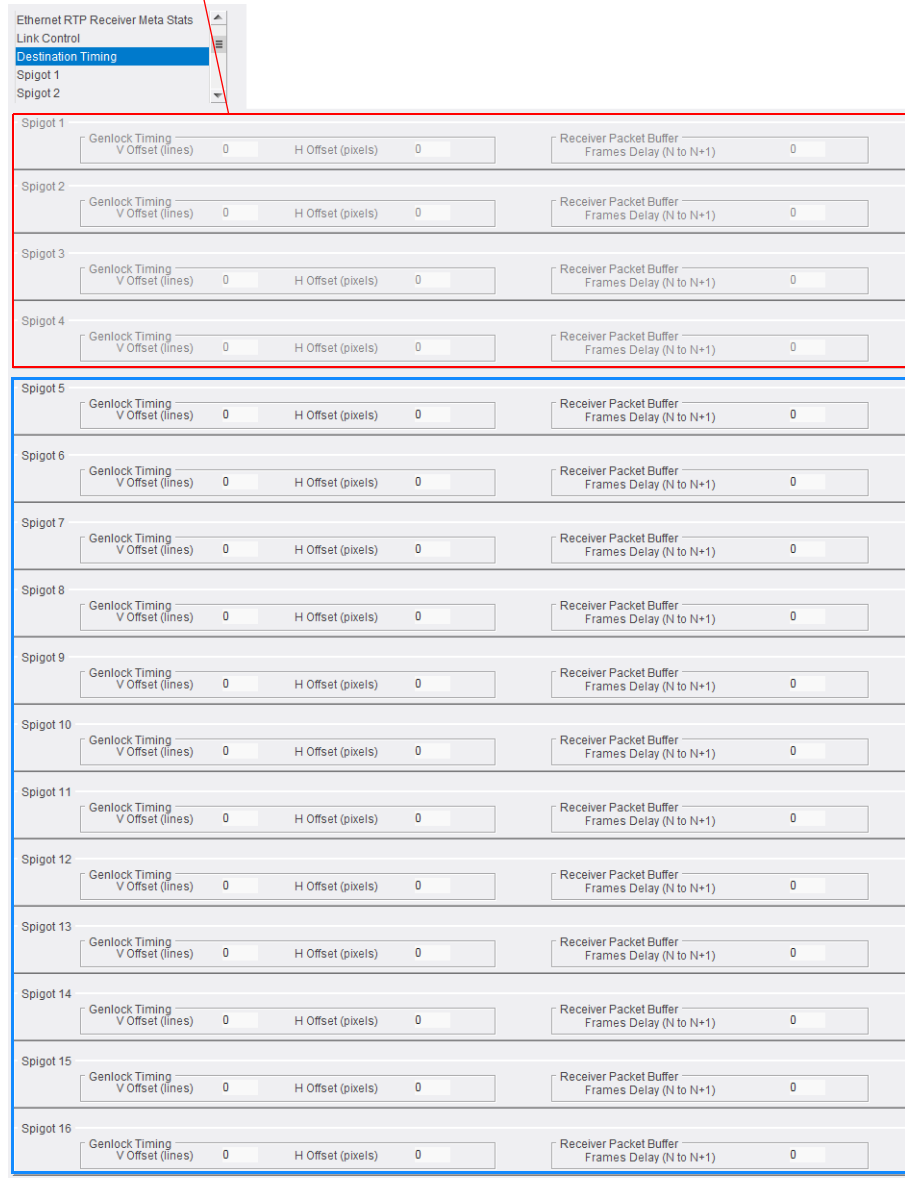 Ethernet RTP Receiver Meta Stats
Link Control
Destination Timing
Spigot 1
Spigot 2
Spigot 1
Genlock Timing Receiver Packet Buffer
V Offset (lines) 0 H Offset (pixels) 0 Frames Delay (N to N+1) 0
Spigot 2
Genlock Timing Receiver Packet Buffer
V Offset (lines) 0 H Offset (pixels) 0 Frames Delay (N to N+1) 0
Spigot 3
Genlock Timing Receiver Packet Buffer
V Offset (lines) 0 H Offset (pixels) 0 Frames Delay (N to N+1) 0
Spigot 4
Genlock Timing Receiver Packet Buffer
V Offset (lines) 0 H Offset (pixels) 0 Frames Delay (N to N+1) 0
Spigot 5
Genlock Timing Receiver Packet Buffer
V Offset (lines) 0 H Offset (pixels) 0 Frames Delay (N to N+1) 0
Spigot 6
Genlock Timing Receiver Packet Buffer
V Offset (lines) 0 H Offset (pixels) 0 Frames Delay (N to N+1) 0
Spigot 7
Genlock Timing Receiver Packet Buffer
V Offset (lines) 0 H Offset (pixels) 0 Frames Delay (N to N+1) 0
Spigot 8
Genlock Timing Receiver Packet Buffer
V Offset (lines) 0 H Offset (pixels) 0 Frames Delay (N to N+1) 0
Spigot 9
Genlock Timing Receiver Packet Buffer
V Offset (lines) 0 H Offset (pixels) 0 Frames Delay (N to N+1) 0
Spigot 10
Genlock Timing Receiver Packet Buffer
V Offset (lines) 0 H Offset (pixels) 0 Frames Delay (N to N+1) 0
Spigot 11
Genlock Timing Receiver Packet Buffer
V Offset (lines) 0 H Offset (pixels) 0 Frames Delay (N to N+1) 0
Spigot 12
Genlock Timing Receiver Packet Buffer
V Offset (lines) 0 H Offset (pixels) 0 Frames Delay (N to N+1) 0
Spigot 13
Genlock Timing Receiver Packet Buffer
V Offset (lines) 0 H Offset (pixels) 0 Frames Delay (N to N+1) 0
Spigot 14
Genlock Timing Receiver Packet Buffer
V Offset (lines) 0 H Offset (pixels) 0 Frames Delay (N to N+1) 0
Spigot 15
Genlock Timing Receiver Packet Buffer
V Offset (lines) 0 H Offset (pixels) 0 Frames Delay (N to N+1) 0
Spigot 16
Genlock Timing Receiver Packet Buffer
V Offset (lines) 0 H Offset (pixels) 0 Frames Delay (N to N+1) 0